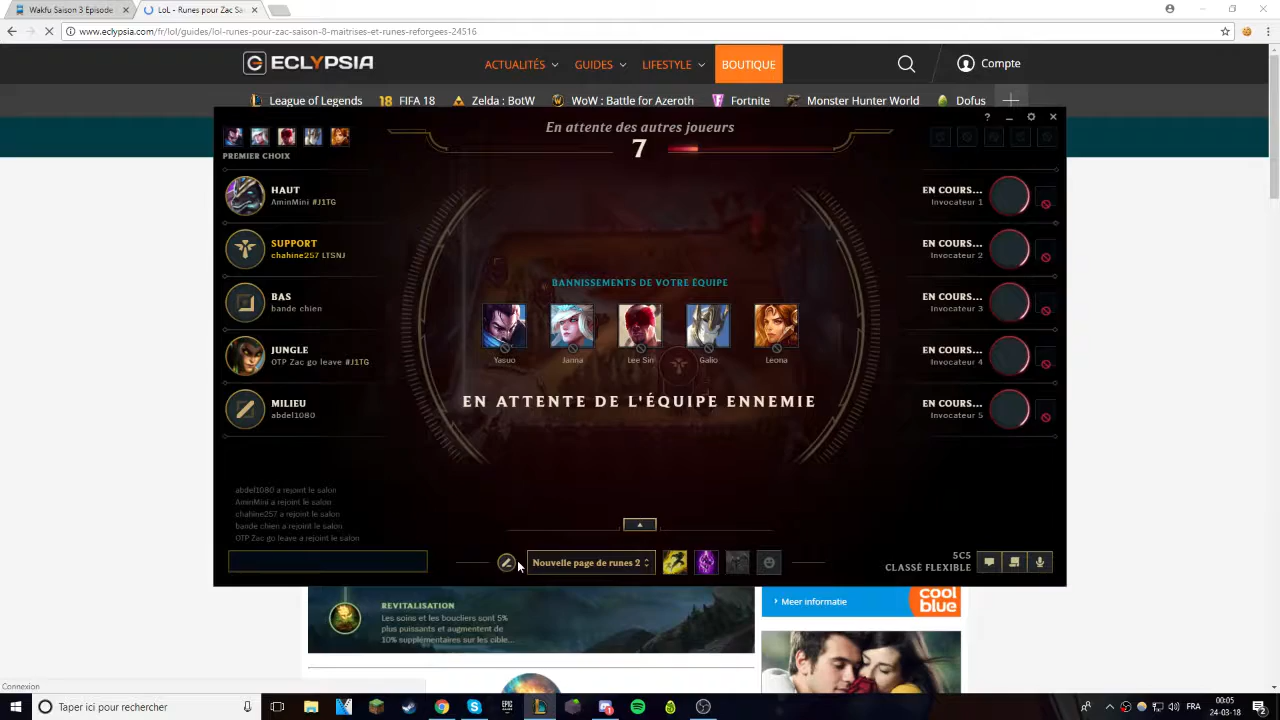 Wakfu Saison 3 Episode
LoL - Runes pour Zac Sa
www.eclypsia.com/fr/lol/guides/lol-runes-pour-zac-saison-8-maitrises-et-runes-reforgees-24516
ECLYPSIA
ACTUALITÉS
GUIDES
LIFESTYLE
BOUTIQUE
Compte
League of Legends
18 FIFA 18
Zelda : BotW
WoW : Battle for Azeroth
Fortnite
Monster Hunter World
Dofus
En attente des autres joueurs
7
PREMIER CHOIX
HAUT
AminMini #J1TG
SUPPORT
chahine257 LTSNJ
BAS
bande chien
JUNGLE
OTP Zac go leave #J1TG
MILIEU
abdel1080
EN COURS...
Invocateur 1
EN COURS...
Invocateur 2
EN COURS...
Invocateur 3
EN COURS...
Invocateur 4
EN COURS...
Invocateur 5
BANNISSEMENTS DE VOTRE ÉQUIPE
Yasuo
Janna
Lee Sin
Galio
Leona
EN ATTENTE DE L'ÉQUIPE ENNEMIE
abdel1080 a rejoint le salon
AminMini a rejoint le salon
chahine257 a rejoint le salon
bande chien a rejoint le salon
OTP Zac go leave a rejoint le salon
Nouvelle page de runes 2
5C5
CLASSÉ FLEXIBLE
REVITALISATION
Les soins et les boucliers sont 5%
plus puissants et augmentent de
10% supplémentaires sur les cible...
Meer informatie
cool
blue
Connexion
Taper ici pour rechercher
FRA
00:05
24-03-18